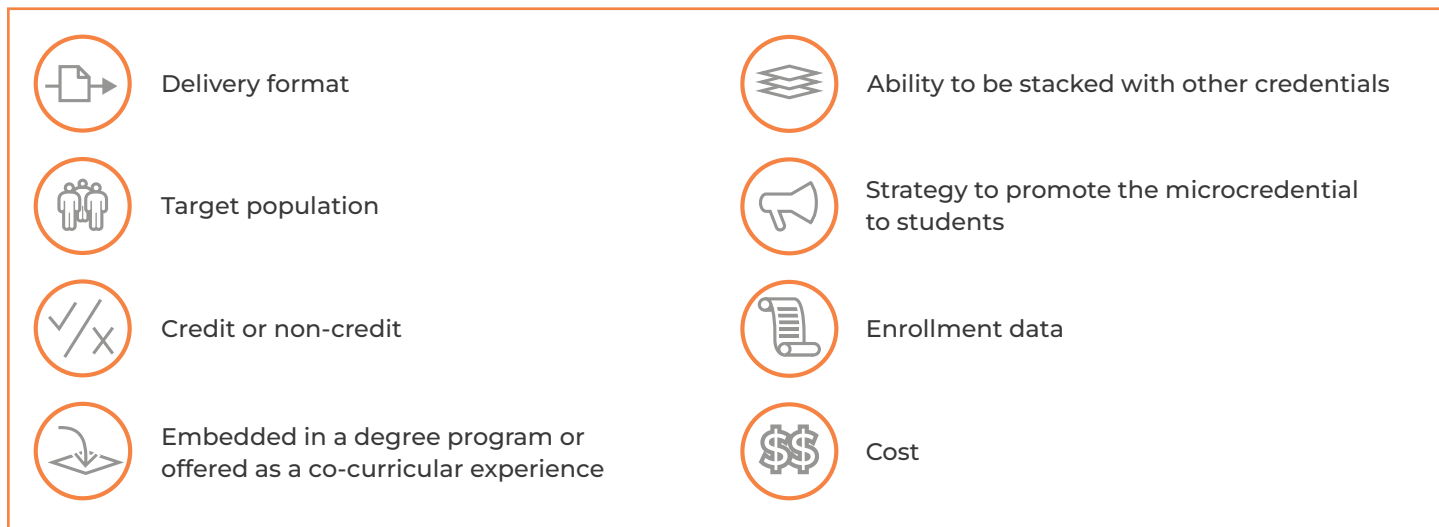 Delivery format
Target population
Credit or non-credit
Embedded in a degree program or
offered as a co-curricular experience
Ability to be stacked with other credentials
Strategy to promote the microcredential
to students
Enrollment data
$$ Cost